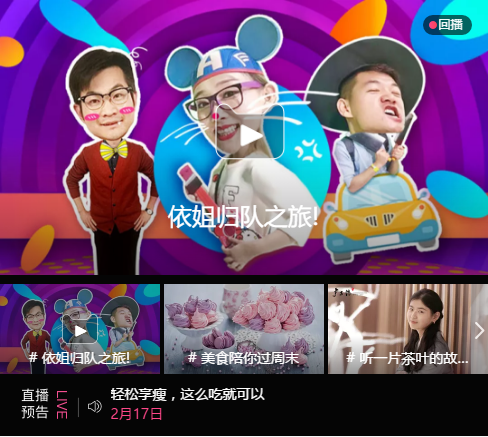 回播
依姐归队之旅!
# 依姐归队之旅!
# 美食陪你过周末
# 听一片茶叶的故...
直播
预告
LIVE
轻松享瘦，这么吃就可以
2月17日